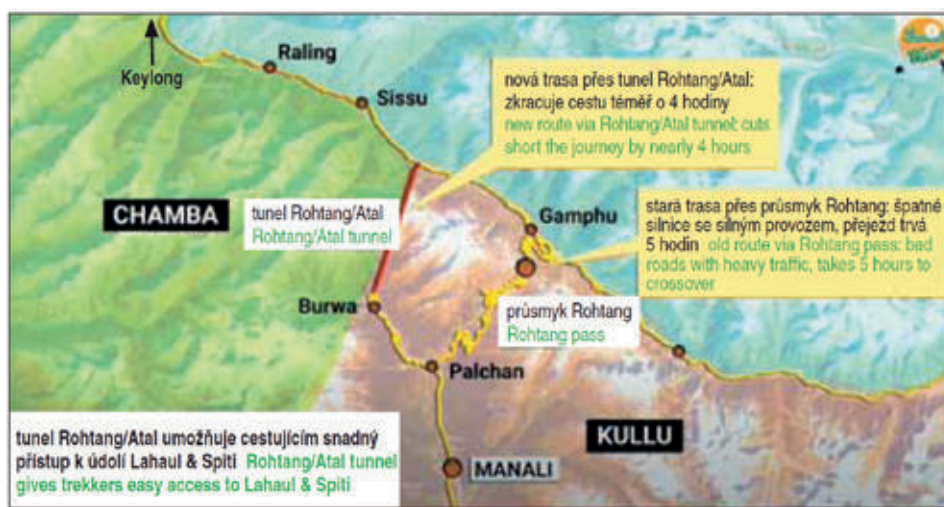 Keylong
Raling
Sissu
nová trasa přes tunel Rohtang/Atal:
zkracuje cestu téměř o 4 hodiny
new route via Rohtang/Atal tunnel: cuts
short the journey by nearly 4 hours
CHAMBA
tunel Rohtang/Atal
Rohtang/Atal tunnel
Gamphu
stará trasa přes průsmyk Rohtang: špatné
silnice se silným provozem, přejezd trvá
5 hodin old route via Rohtang pass: bad
roads with heavy traffic, takes 5 hours to
crossover
Burwa
průsmyk Rohtang
Rohtang pass
Palchan
KULLU
tunel Rohtang/Atal umožňuje cestujícím snadný
přístup k údolí Lahaul & Spiti Rohtang/Atal tunnel
gives trekkers easy access to Lahaul & Spiti
MANALI